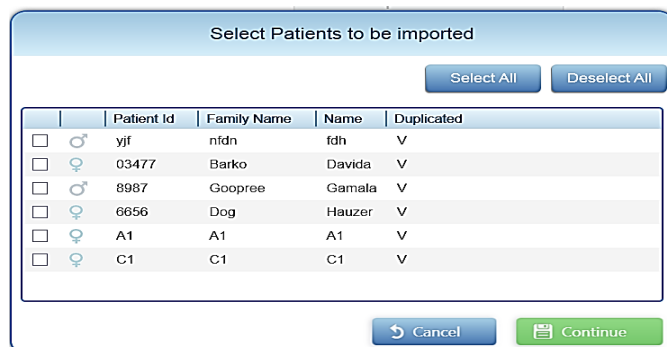 Select Patients to be imported
Select All Deselect All
Patient Id Family Name Name Duplicated
yjf nfdn fdh V
03477 Barko Davida V
8987 Goopree Gamala V
6656 Dog Hauzer V
A1 A1 A1 V
C1 C1 C1 V
Cancel Continue